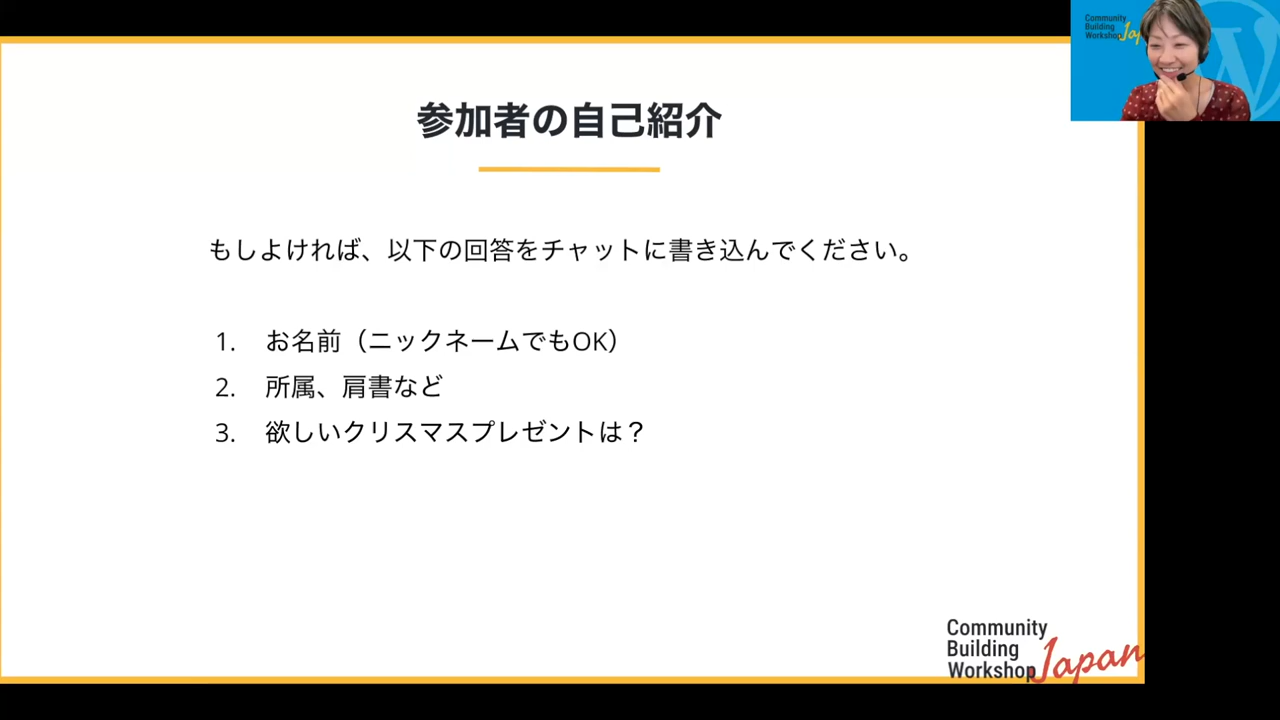 Community
Building
Workshop
参加者の自己紹介
もしよければ、以下の回答をチャットに書き込んでください。
1. お名前（ニックネームでもOK）
2. 所属、肩書など
3. 欲しいクリスマスプレゼントは？
Community
Building
Workshop Japan